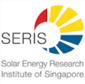 SERIS
Solar Energy Research
Institute of Singapore